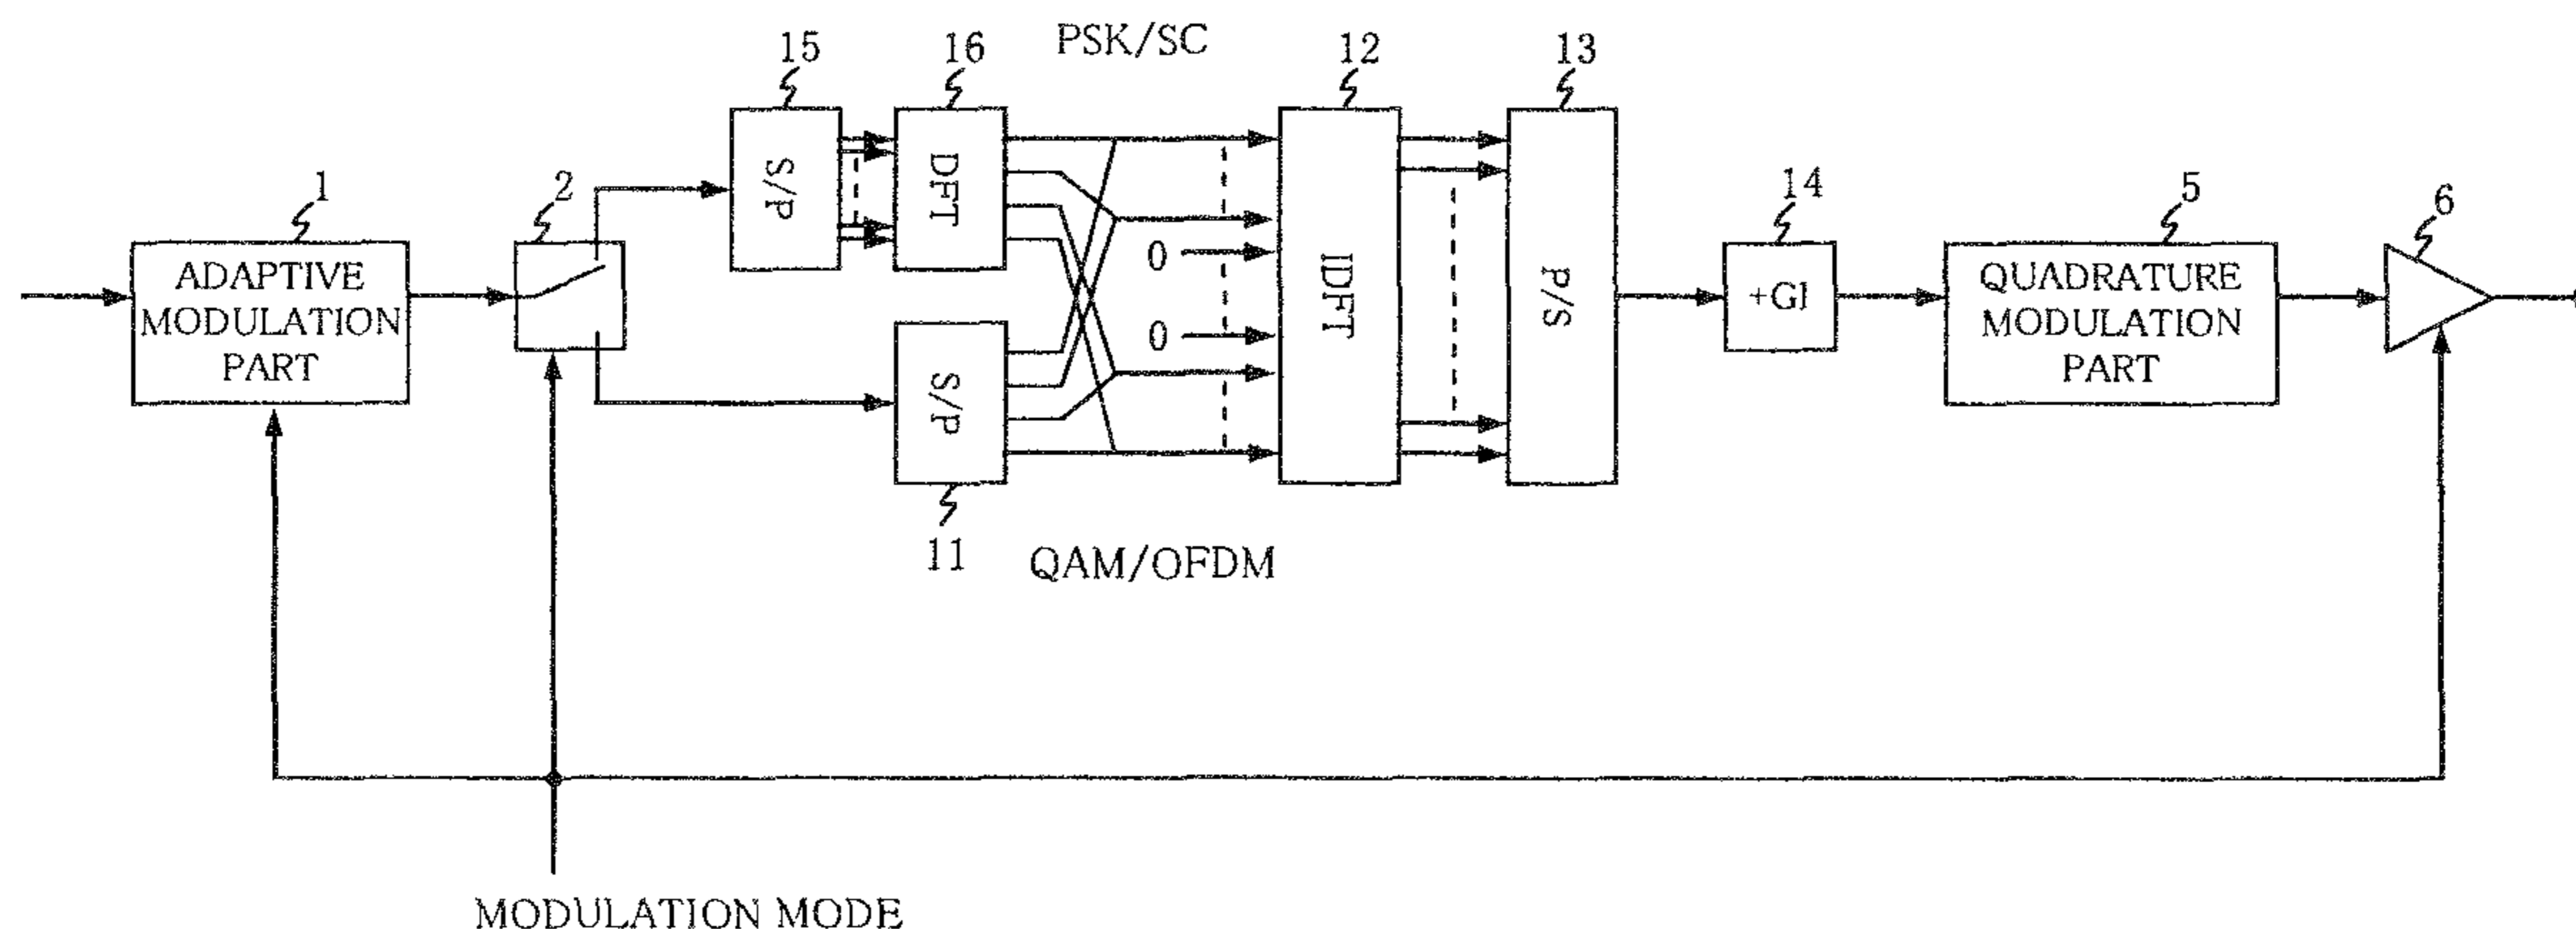 PSK/SC
15
16
12
13
1
2
14
5
6
S/P
DFT
ADAPTIVE
MODULATION
PART
0
0
IDFT
P/S
+GI
QUADRATURE
MODULATION
PART
S/P
11
QAM/OFDM
MODULATION MODE